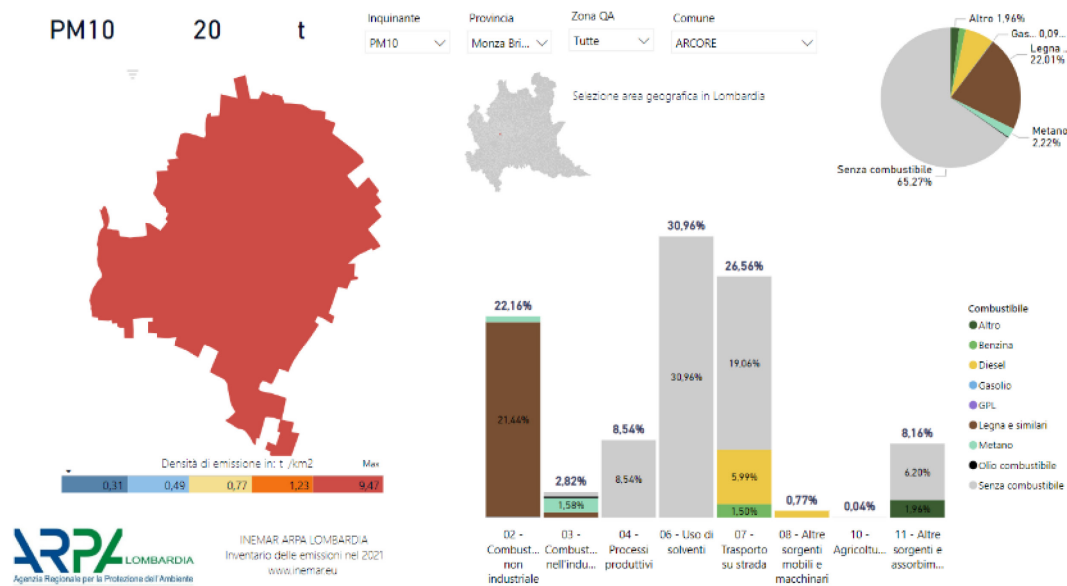 PM10 20 t
Inquinante
PM10
Provincia
Monza Bri...
Zona QA
Tutte
Comune
ARCORE
Selezione area geografica in Lombardia
Altro 1,96%
Gas... 0,09...
Legna ...
22,01%
Metano
2,22%
Senza combustibile
65,27%
Densità di emissione in: t /km2 Max
0,31 0,49 0,77 1,23 9,47
ARPA LOMBARDIA
Agenzia Regionale per la Protezione dell'Ambiente
INEMAR ARPA LOMBARDIA
Inventario delle emissioni nel 2021
www.inemar.eu
22,16%
21,44%
2,82%
1,58%
8,54%
8,54%
30,96%
30,96%
26,56%
19,06%
5,99%
1,50%
0,77%
0,04%
8,16%
6,20%
1,96%
02 -
Combust...
non
industriale
03 -
Combust...
nell'indu...
04 -
Processi
produttivi
06 - Uso di
solventi
07 -
Trasporto
su strada
08 - Altre
sorgenti
mobili e
macchinari
10 -
Agricoltu...
11 - Altre
sorgenti e
assorbim...
Combustibile
Altro
Benzina
Diesel
Gasolio
GPL
Legna e similari
Metano
Olio combustibile
Senza combustibile